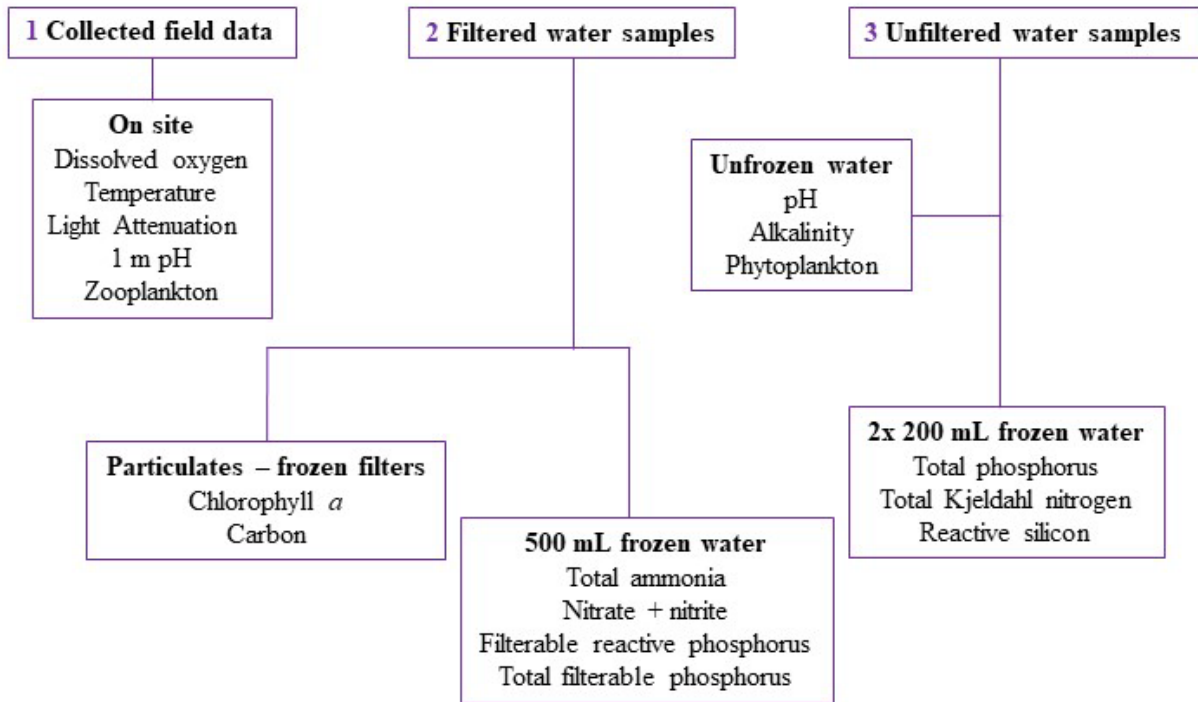 1 Collected field data
On site
Dissolved oxygen
Temperature
Light Attenuation
1 m pH
Zooplankton
2 Filtered water samples
Particulates – frozen filters
Chlorophyll a
Carbon
500 mL frozen water
Total ammonia
Nitrate + nitrite
Filterable reactive phosphorus
Total filterable phosphorus
3 Unfiltered water samples
Unfrozen water
pH
Alkalinity
Phytoplankton
2x 200 mL frozen water
Total phosphorus
Total Kjeldahl nitrogen
Reactive silicon